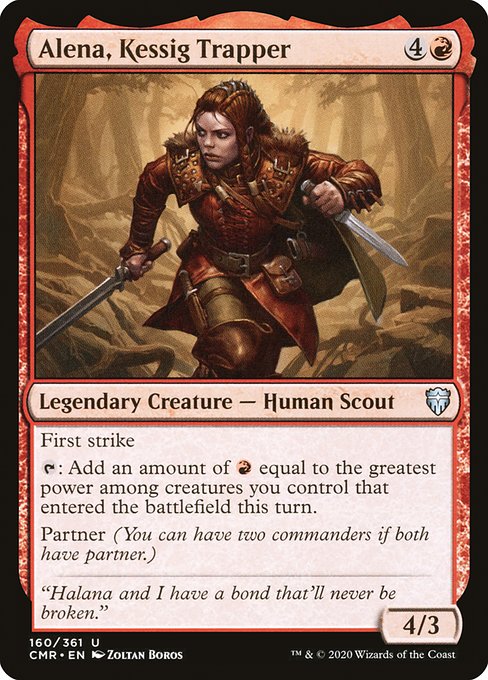 Alena, Kessig Trapper 4
Legendary Creature — Human Scout
First strike
: Add an amount of equal to the greatest
power among creatures you control that
entered the battlefield this turn.
Partner (You can have two commanders if both
have partner.)
"Halana and I have a bond that'll never be
broken."
4/3
160/361 U
CMR • EN Zoltan Boros
™ & © 2020 Wizards of the Coast